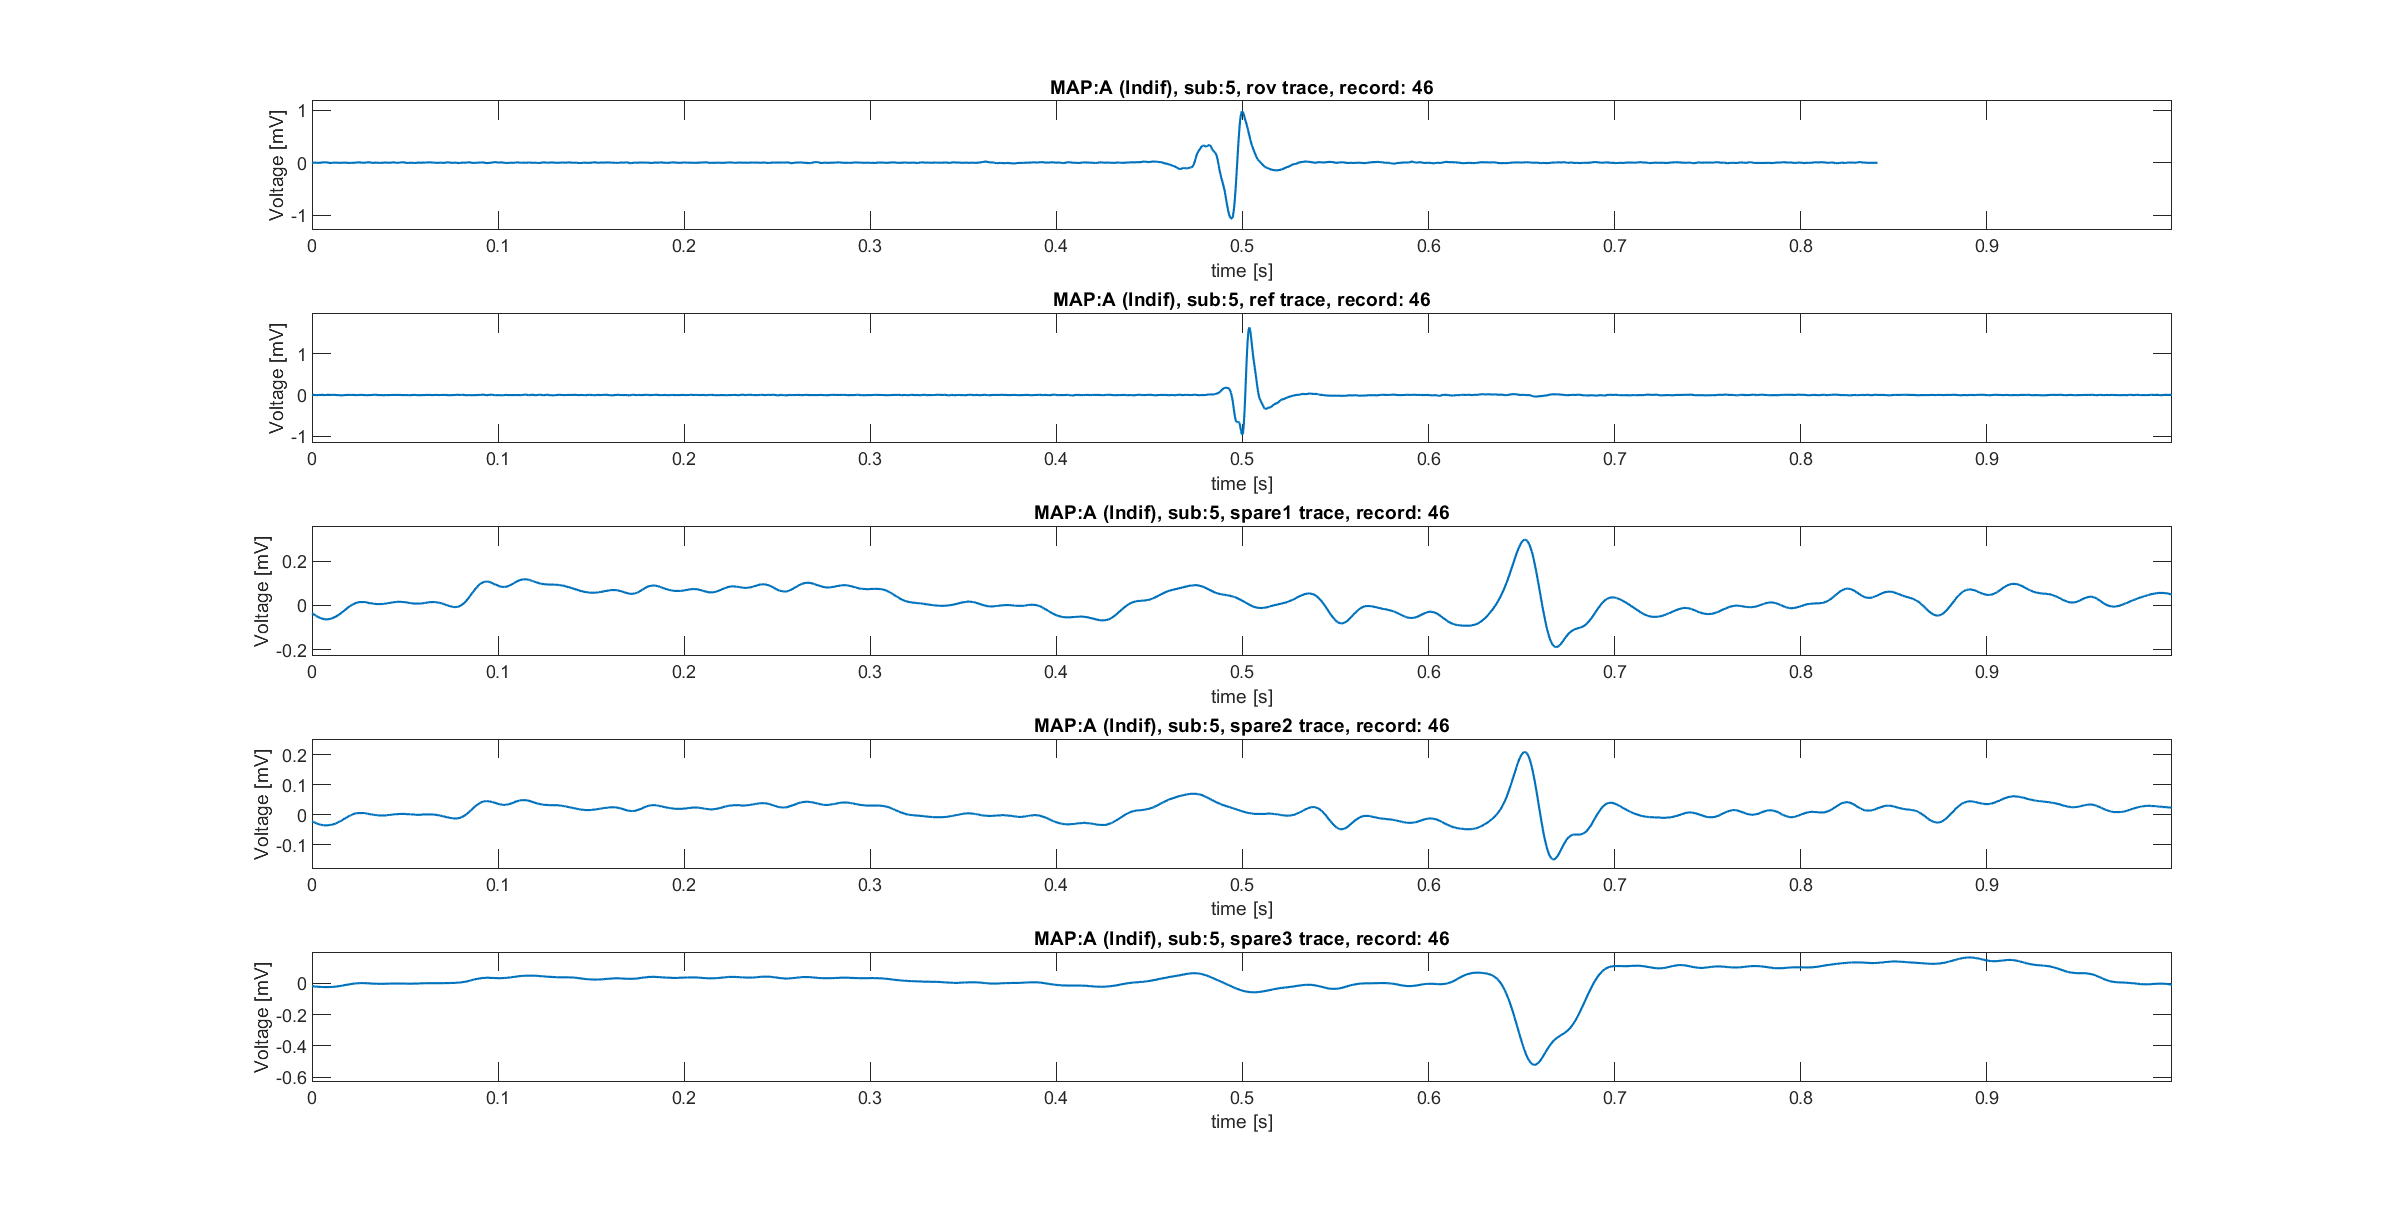 MAP:A (Indif), sub:5, rov trace, record: 46
Voltage [mV]
1
0
-1
0 0.1 0.2 0.3 0.4 0.5 0.6 0.7 0.8 0.9
time [s]
MAP:A (Indif), sub:5, ref trace, record: 46
Voltage [mV]
1
0
-1
0 0.1 0.2 0.3 0.4 0.5 0.6 0.7 0.8 0.9
time [s]
MAP:A (Indif), sub:5, spare1 trace, record: 46
Voltage [mV]
0.2
0
-0.2
0 0.1 0.2 0.3 0.4 0.5 0.6 0.7 0.8 0.9
time [s]
MAP:A (Indif), sub:5, spare2 trace, record: 46
Voltage [mV]
0.2
0.1
0
-0.1
0 0.1 0.2 0.3 0.4 0.5 0.6 0.7 0.8 0.9
time [s]
MAP:A (Indif), sub:5, spare3 trace, record: 46
Voltage [mV]
0
-0.2
-0.4
-0.6
0 0.1 0.2 0.3 0.4 0.5 0.6 0.7 0.8 0.9
time [s]